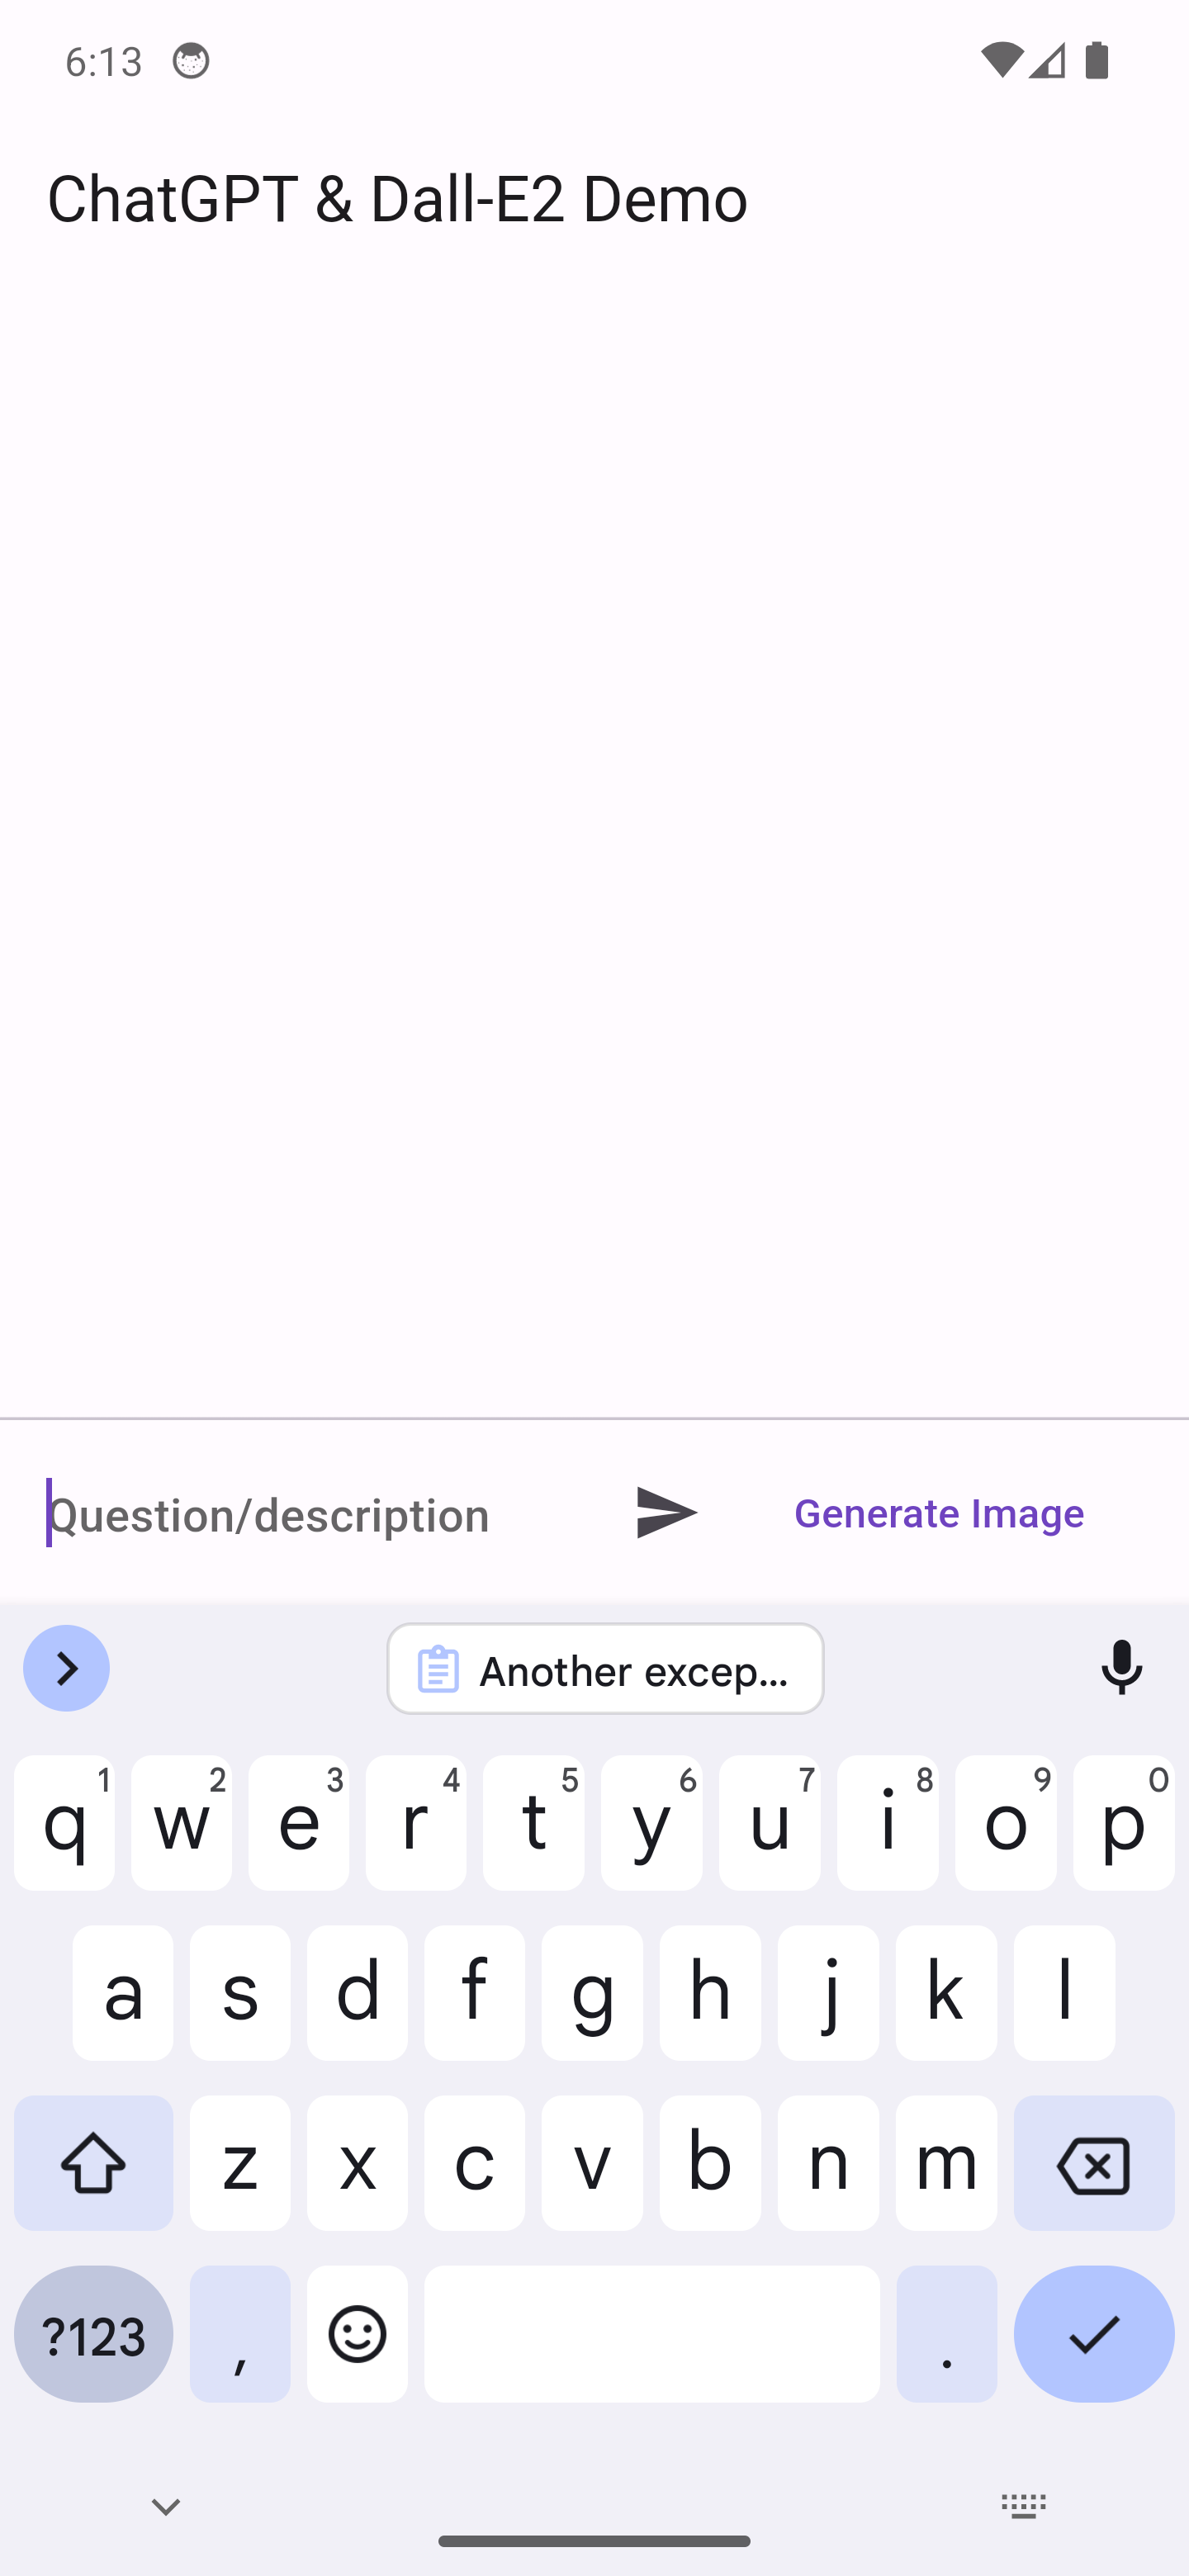 6:13
ChatGPT & Dall-E2 Demo
Question/description
Generate Image
Another excep...
1 2 3 4 5 6 7 8 9 0
q w e r t y u i o p
a s d f g h j k l
z x c v b n m
?123 , .